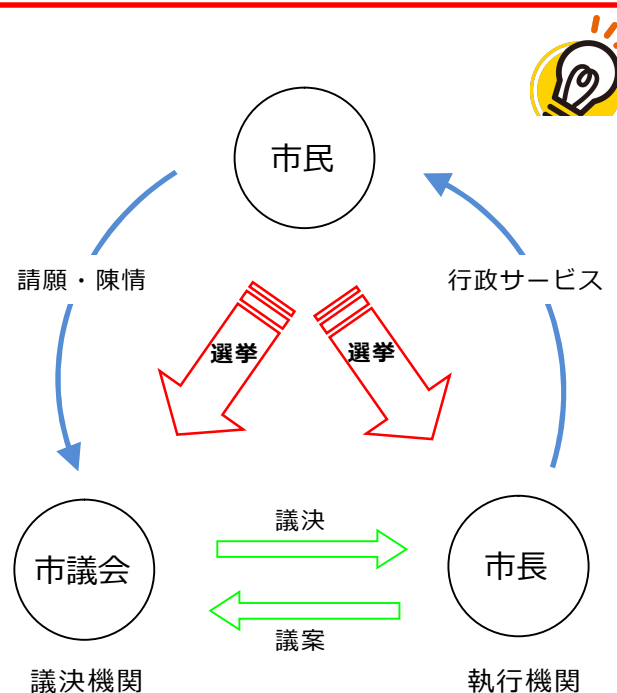 市民
請願・陳情
行政サービス
選挙
選挙
議決
市議会
市長
議案
議決機関
執行機関